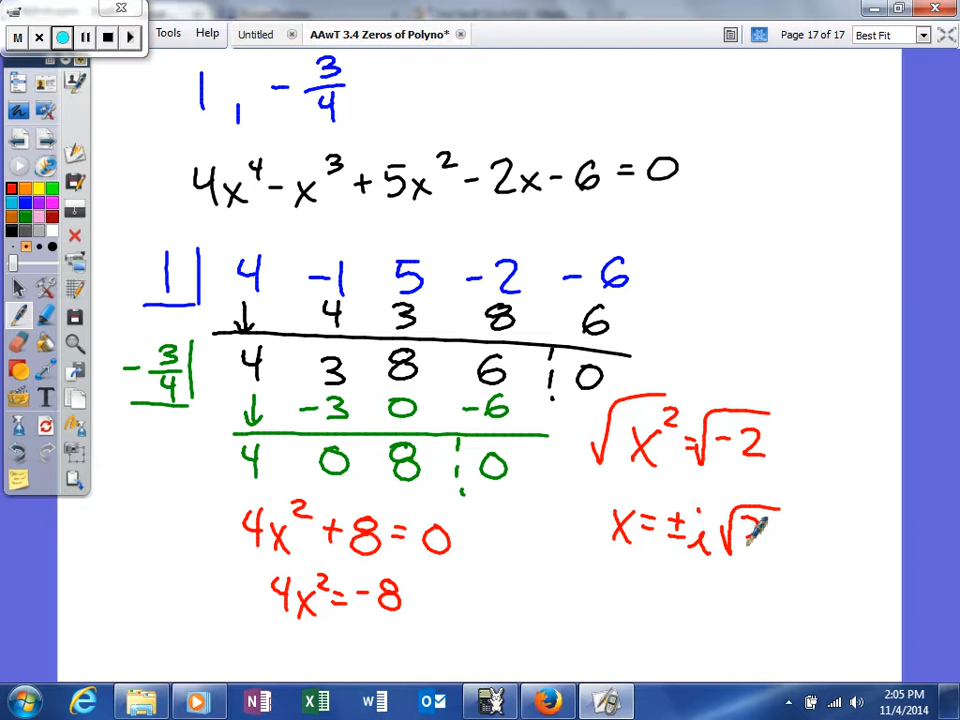 M
Tools Help Untitled AAwT 3.4 Zeros of Polyno* Page 17 of 17 Best Fit
1, -3/4
4x⁴ - x³ + 5x² - 2x - 6 = 0
1| 4 -1 5 -2 -6
↓ 4 3 8 6
-3/4| 4 3 8 6 0
↓ -3 0 -6
4 0 8 0
√x² = √-2
4x² + 8 = 0
x = ± i √2
4x² = -8
2:05 PM
11/4/2014